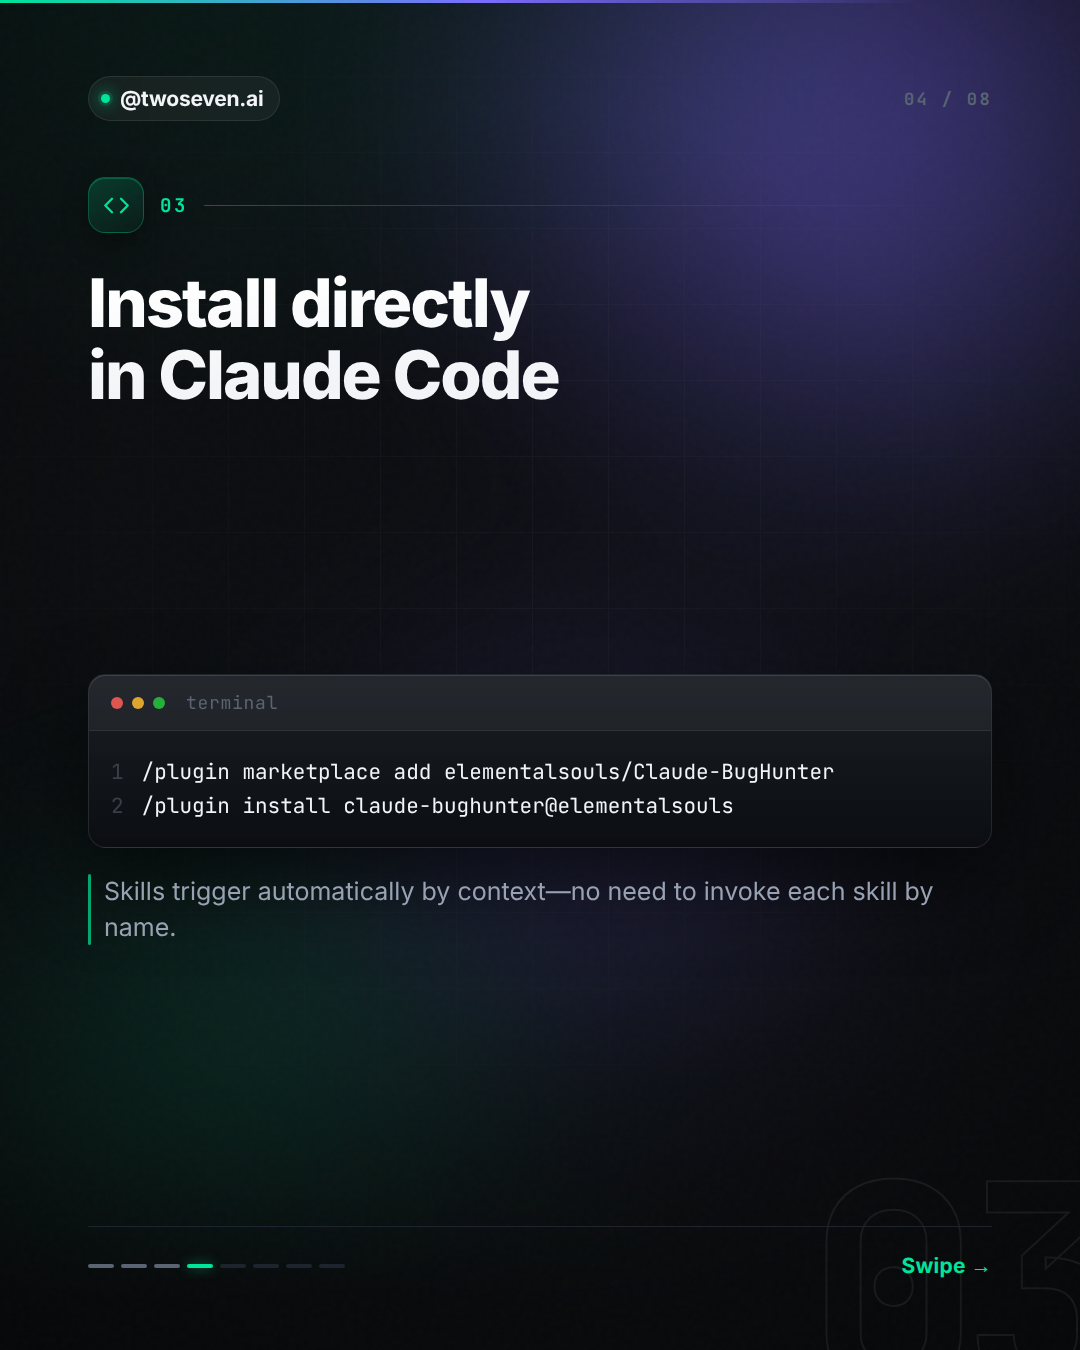 @twoseven.ai
04 / 08
03
Install directly
in Claude Code
terminal
1 /plugin marketplace add elementalsouls/Claude-BugHunter
2 /plugin install claude-bughunter@elementalsouls
Skills trigger automatically by context—no need to invoke each skill by
name.
Swipe →
03